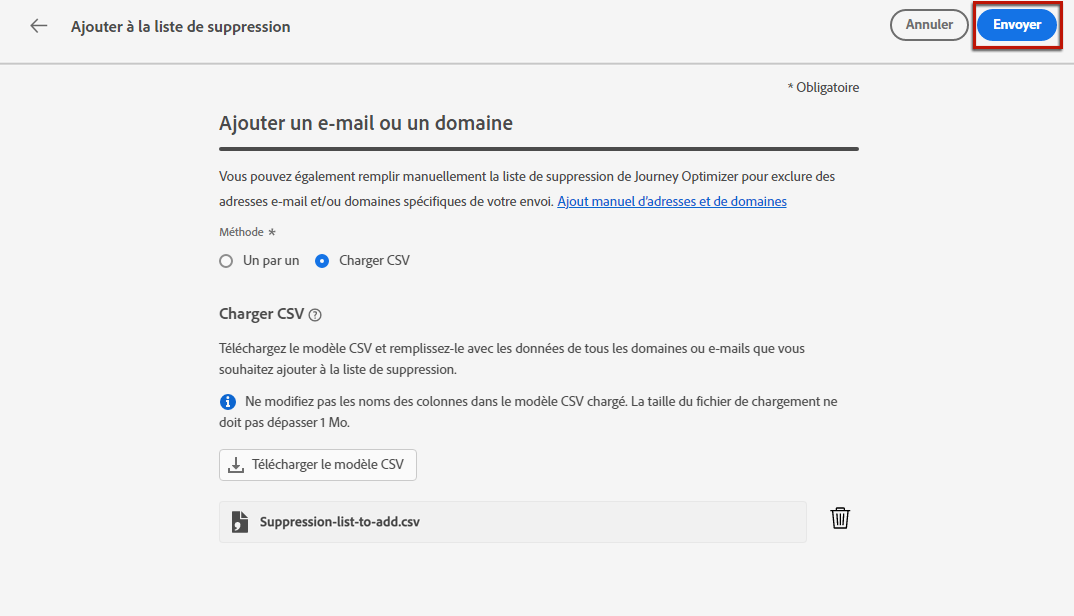 Ajouter à la liste de suppression
Annuler
Envoyer
* Obligatoire
Ajouter un e-mail ou un domaine
Vous pouvez également remplir manuellement la liste de suppression de Journey Optimizer pour exclure des
adresses e-mail et/ou domaines spécifiques de votre envoi. Ajout manuel d'adresses et de domaines
Méthode *
Un par un
Charger CSV
Charger CSV
Téléchargez le modèle CSV et remplissez-le avec les données de tous les domaines ou e-mails que vous
souhaitez ajouter à la liste de suppression.
Ne modifiez pas les noms des colonnes dans le modèle CSV chargé. La taille du fichier de chargement ne
doit pas dépasser 1 Mo.
Télécharger le modèle CSV
Suppression-list-to-add.csv